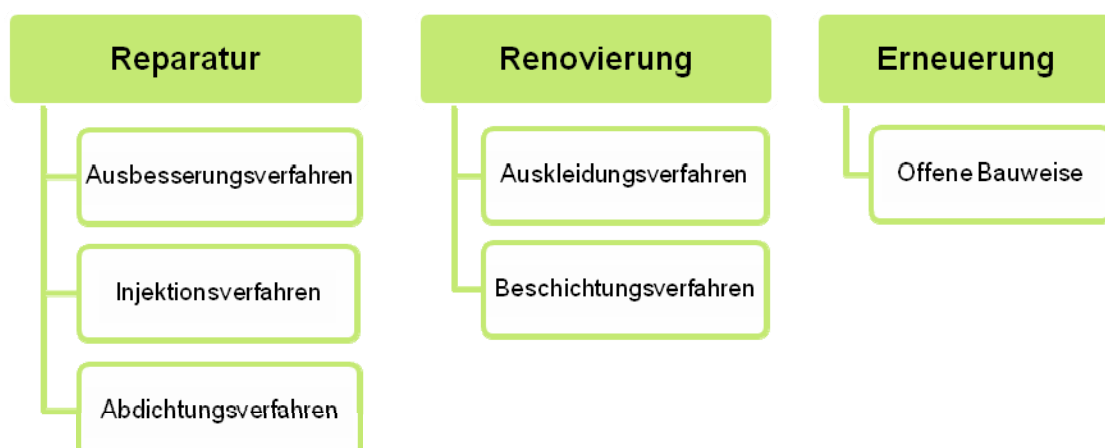 Reparatur
Ausbesserungsverfahren
Injektionsverfahren
Abdichtungsverfahren
Renovierung
Auskleidungsverfahren
Beschichtungsverfahren
Erneuerung
Offene Bauweise